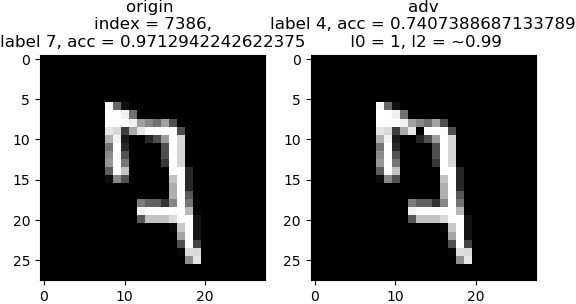 origin
index = 7386,
label 7, acc = 0.9712942242622375
adv
label 4, acc = 0.7407388687133789
l0 = 1, l2 = ~0.99
0
5
10
15
20
25
0 10 20
0
5
10
15
20
25
0 10 20